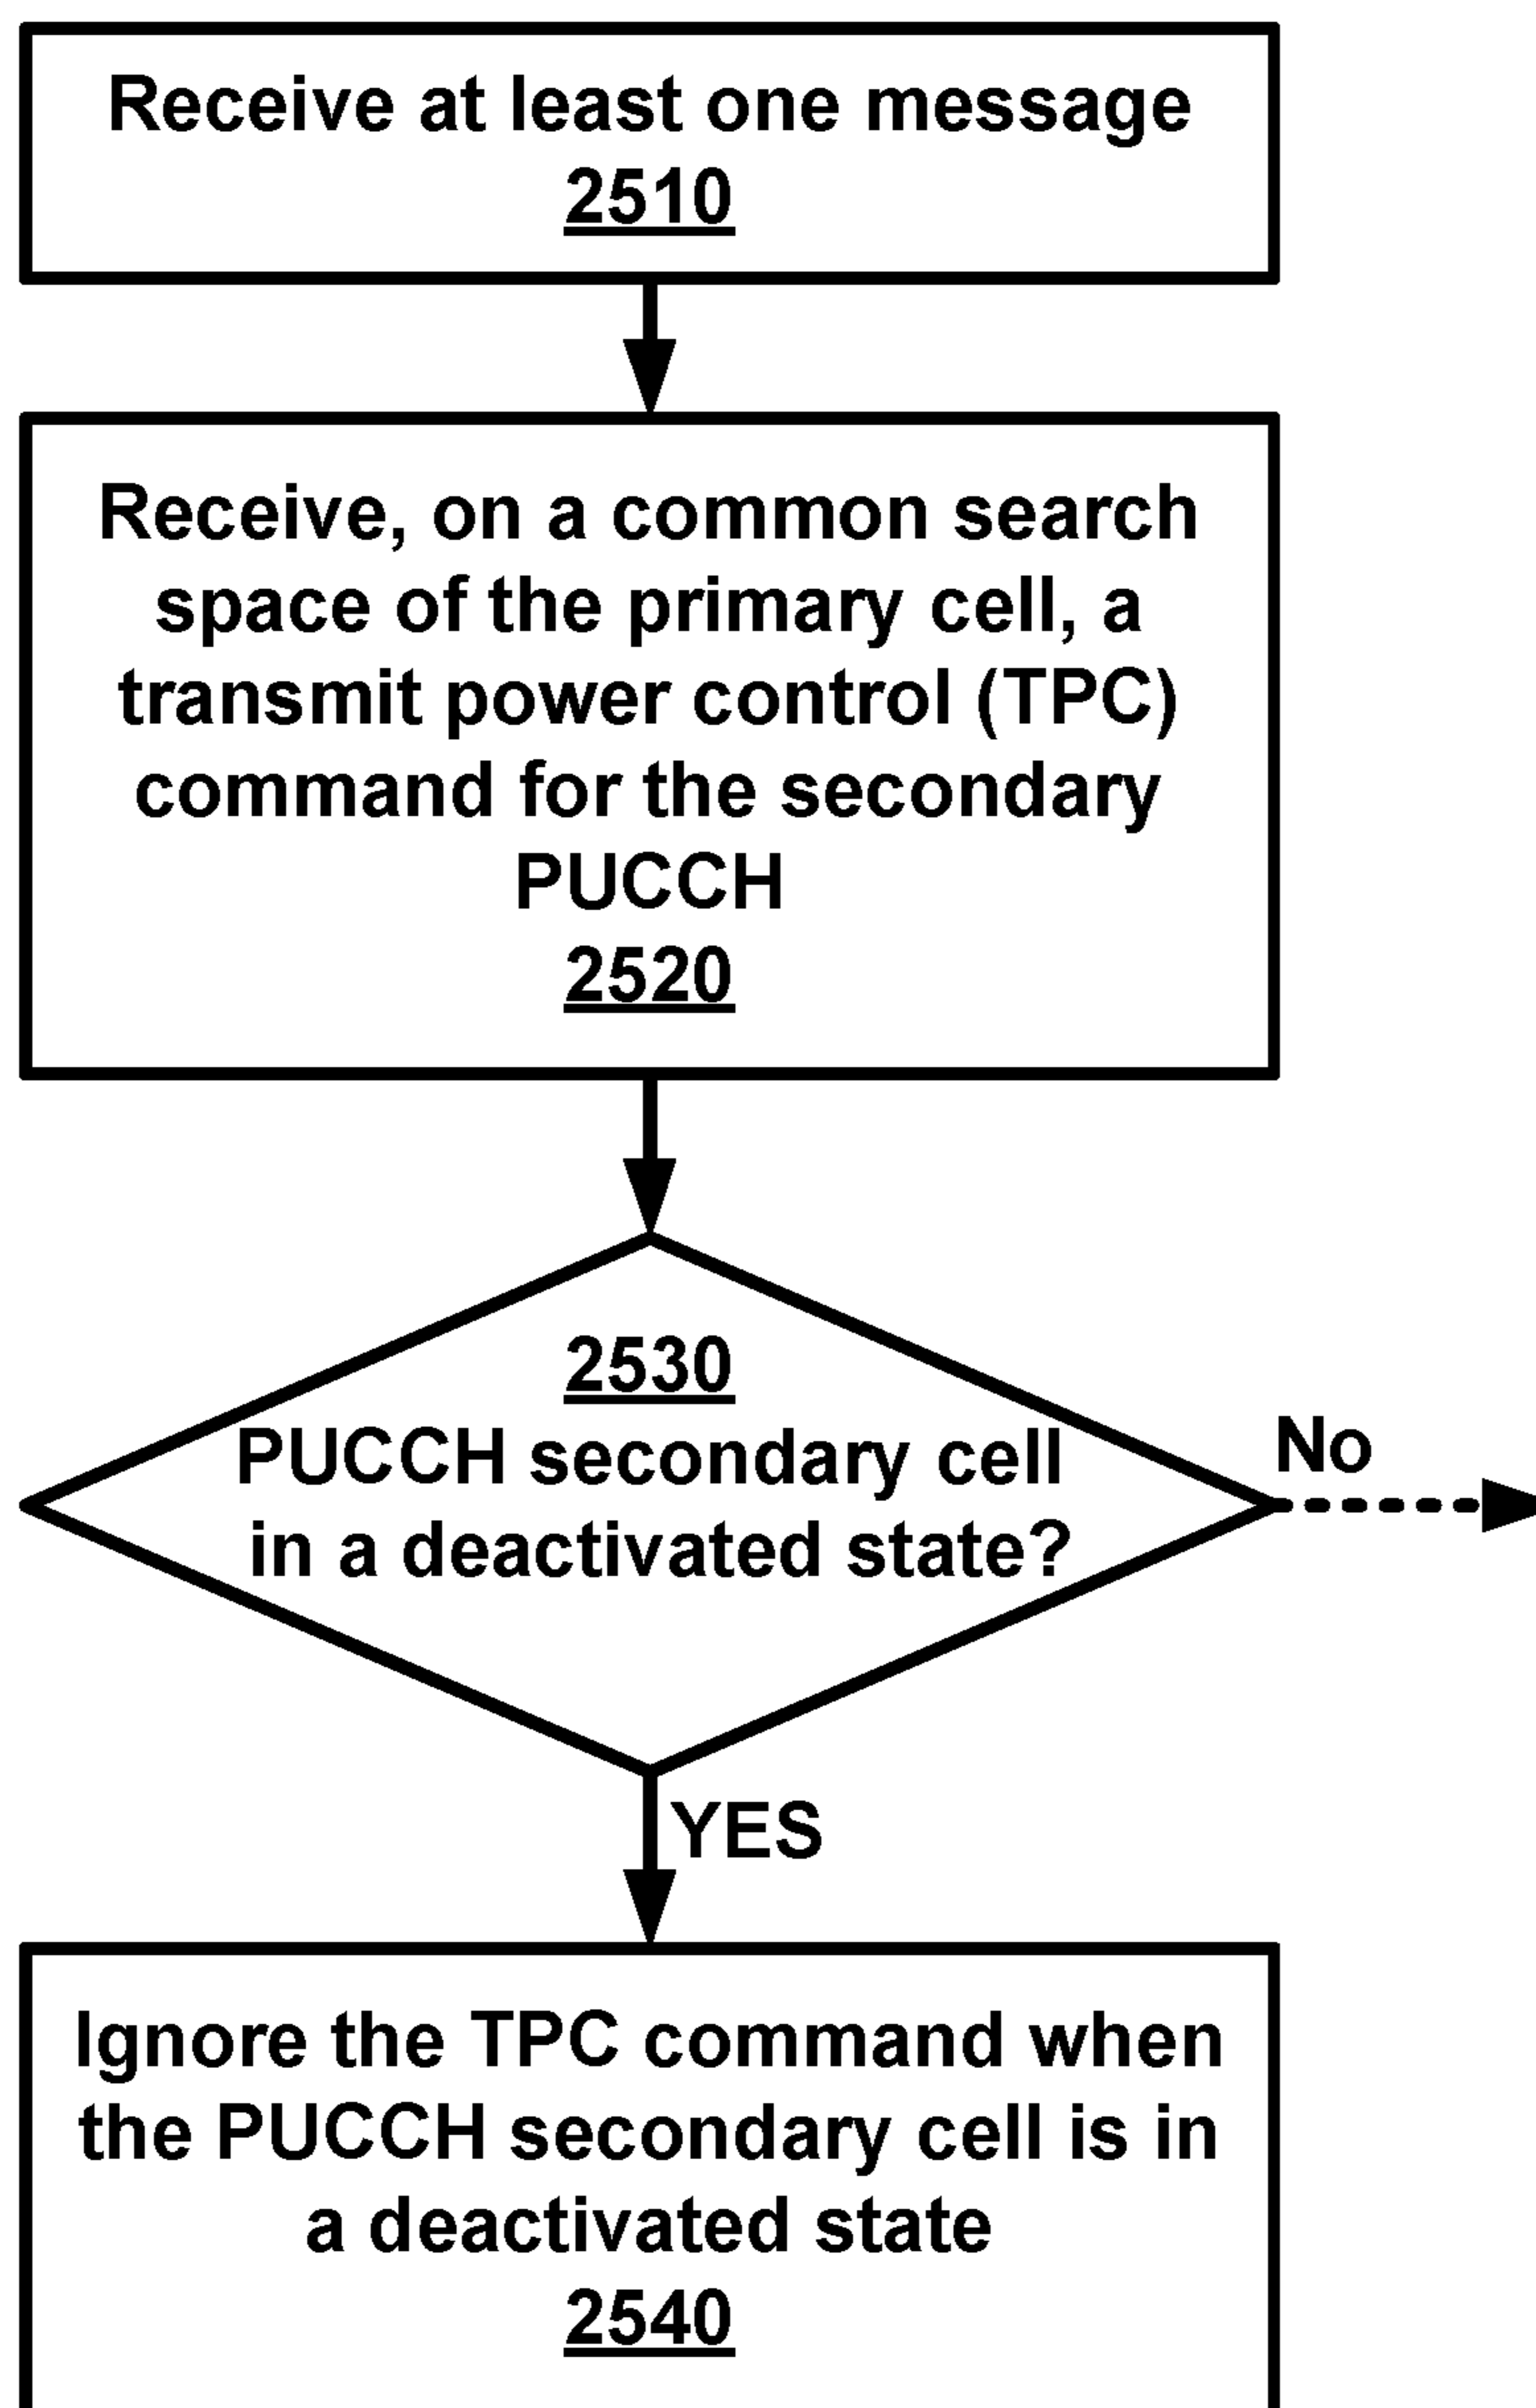 Receive at least one message
2510
Receive, on a common search
space of the primary cell, a
transmit power control (TPC)
command for the secondary
PUCCH
2520
2530
PUCCH secondary cell
in a deactivated state?
No
YES
Ignore the TPC command when
the PUCCH secondary cell is in
a deactivated state
2540